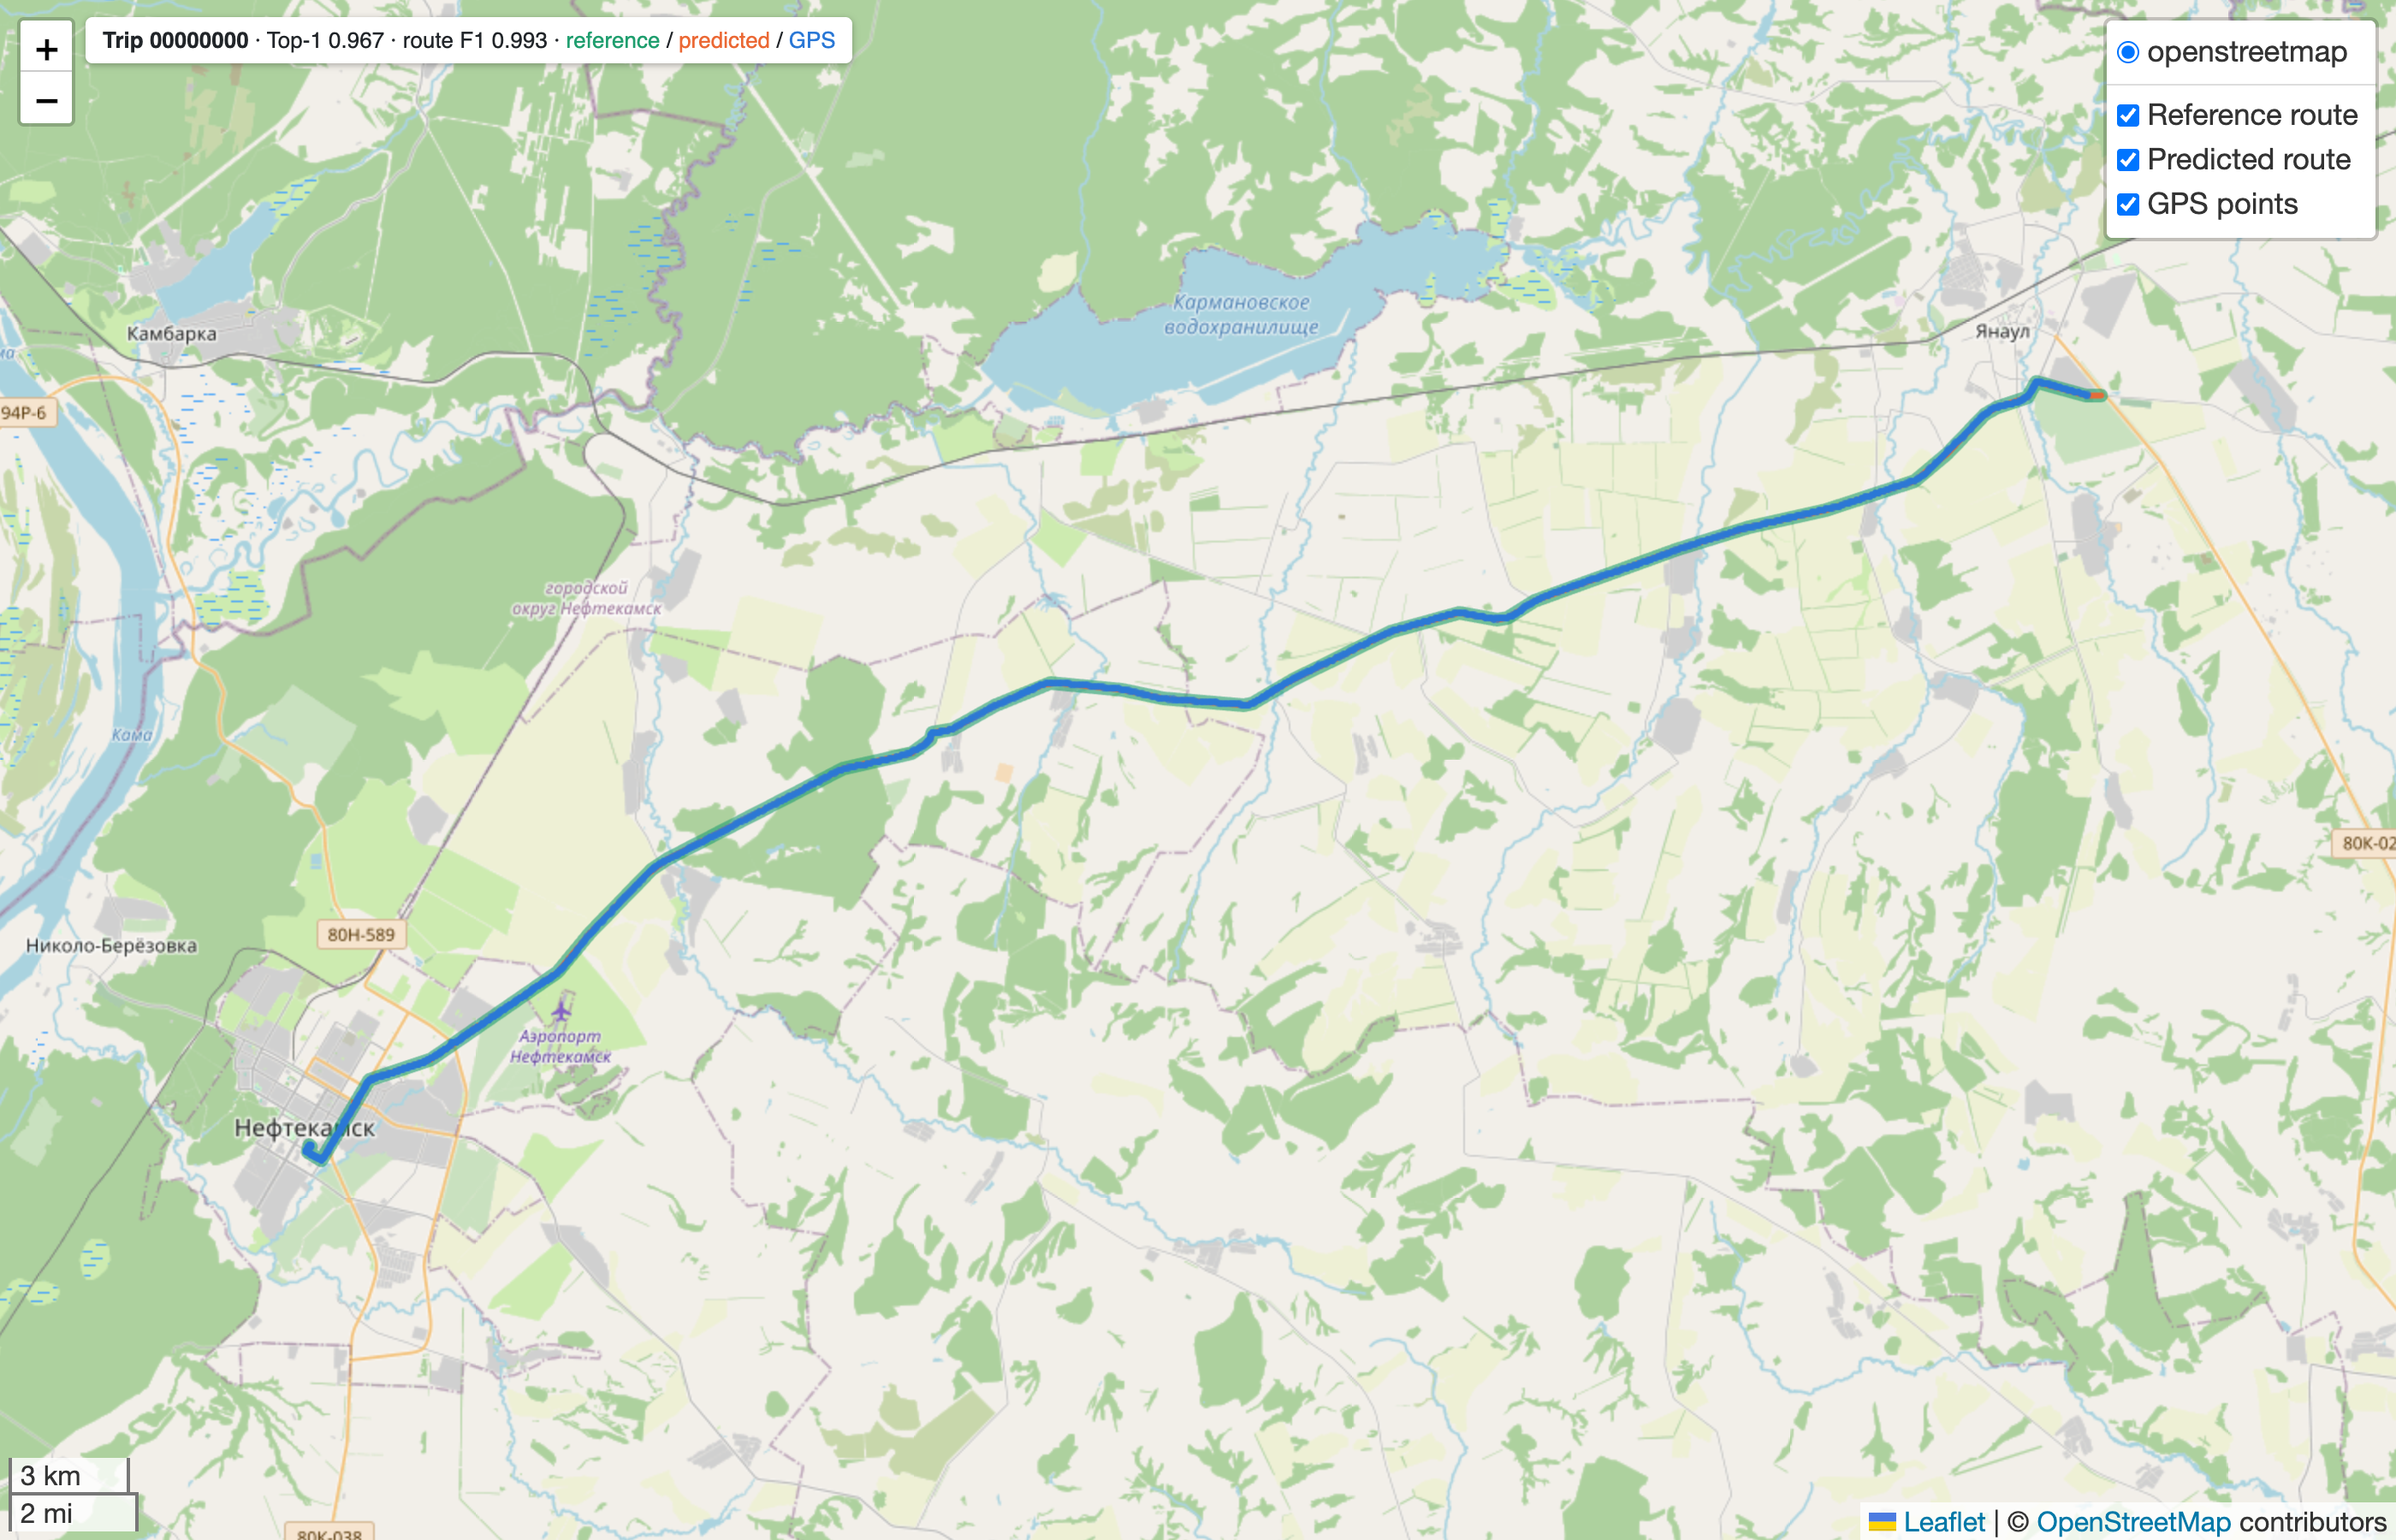 +
−
Trip 00000000 · Top-1 0.967 · route F1 0.993 · reference / predicted / GPS
openstreetmap
Reference route
Predicted route
GPS points
Кармановское
водохранилище
Камбарка
Янаул
94Р-6
городской
округ Нефтекамск
Кама
80К-02
80Н-589
Николо-Берёзовка
Аэропорт
Нефтекамск
Нефтекамск
3 km
2 mi
80К-038
Leaflet | © OpenStreetMap contributors